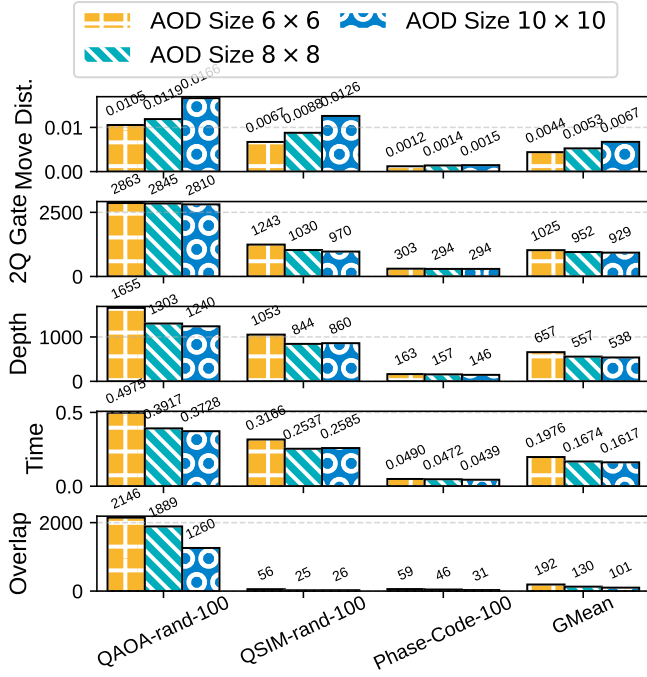 AOD Size 6 × 6
AOD Size 10 × 10
AOD Size 8 × 8
Move Dist.
0.01
0.00
0.0105 0.0119 0.0166
0.0067 0.0088 0.0126
0.0012 0.0014 0.0015
0.0044 0.0053 0.0067
2Q Gate
2500
0
2863 2845 2810
1243 1030 970
303 294 294
1025 952 929
Depth
1000
0
1655 1303 1240
1053 844 860
163 157 146
657 557 538
Time
0.5
0.0
0.4975 0.3917 0.3728
0.3166 0.2537 0.2585
0.0490 0.0472 0.0439
0.1976 0.1674 0.1617
Overlap
2000
0
2146 1889 1260
56 25 26
59 46 31
192 130 101
QAOA-rand-100
QSIM-rand-100
Phase-Code-100
GMean